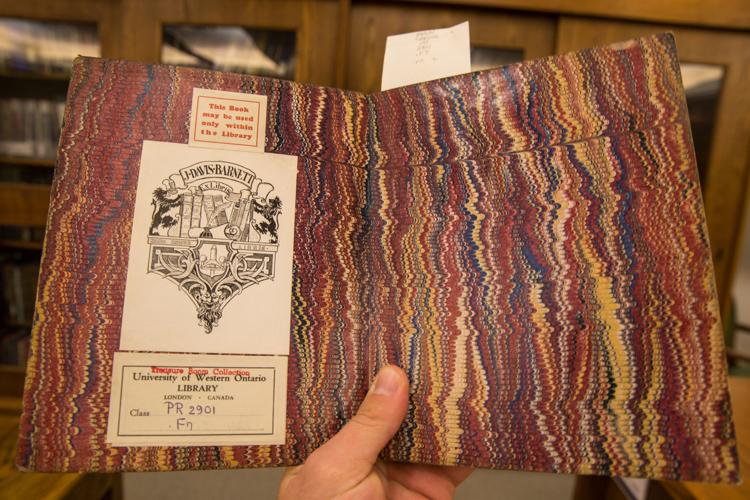 This Book
may be used
only within
the Library
J·DAVIS·BARNETT
Ex Libris
Treasure Room Collection
University of Western Ontario
LIBRARY
LONDON - CANADA
Class PR 2901
.F7